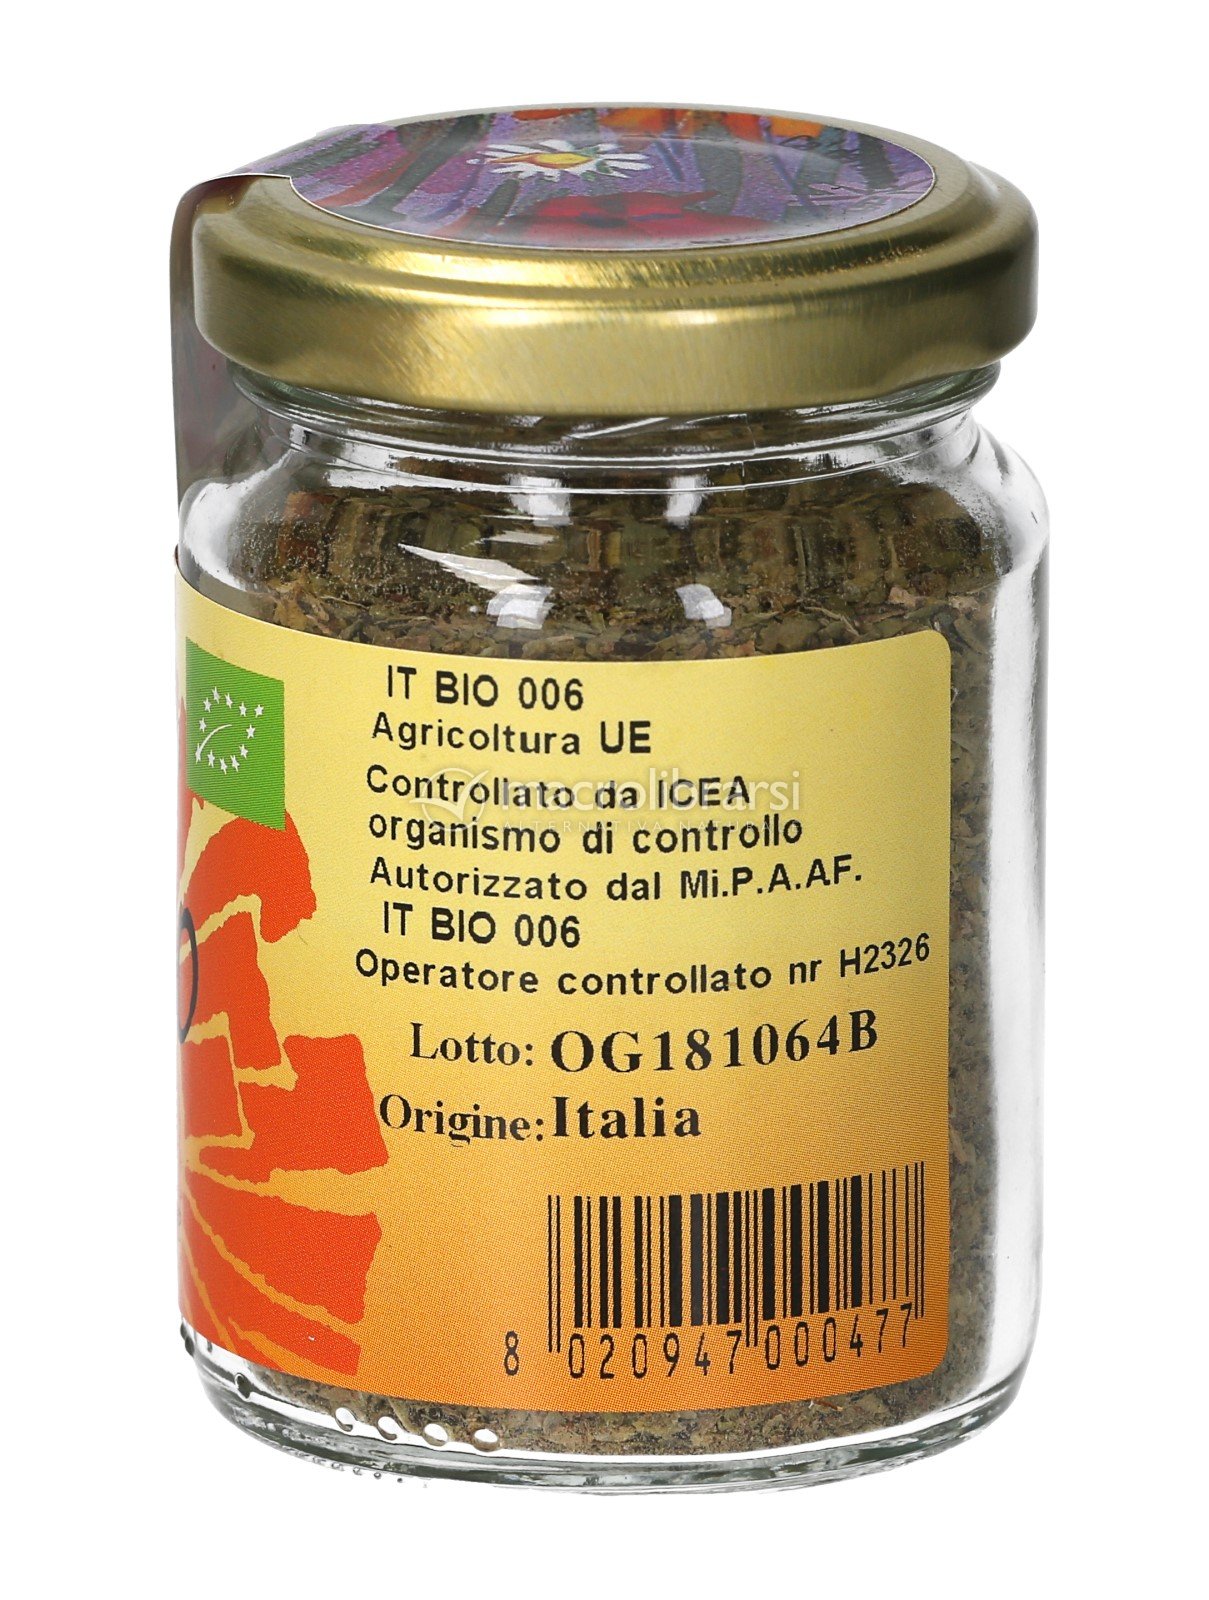 IT BIO 006
Agricoltura UE
Controllato da ICEA
organismo di controllo
Autorizzato dal Mi.P.A.AF.
IT BIO 006
Operatore controllato nr H2326
Lotto: OG181064B
Origine: Italia
8 020947 000477
macrolibrarsi